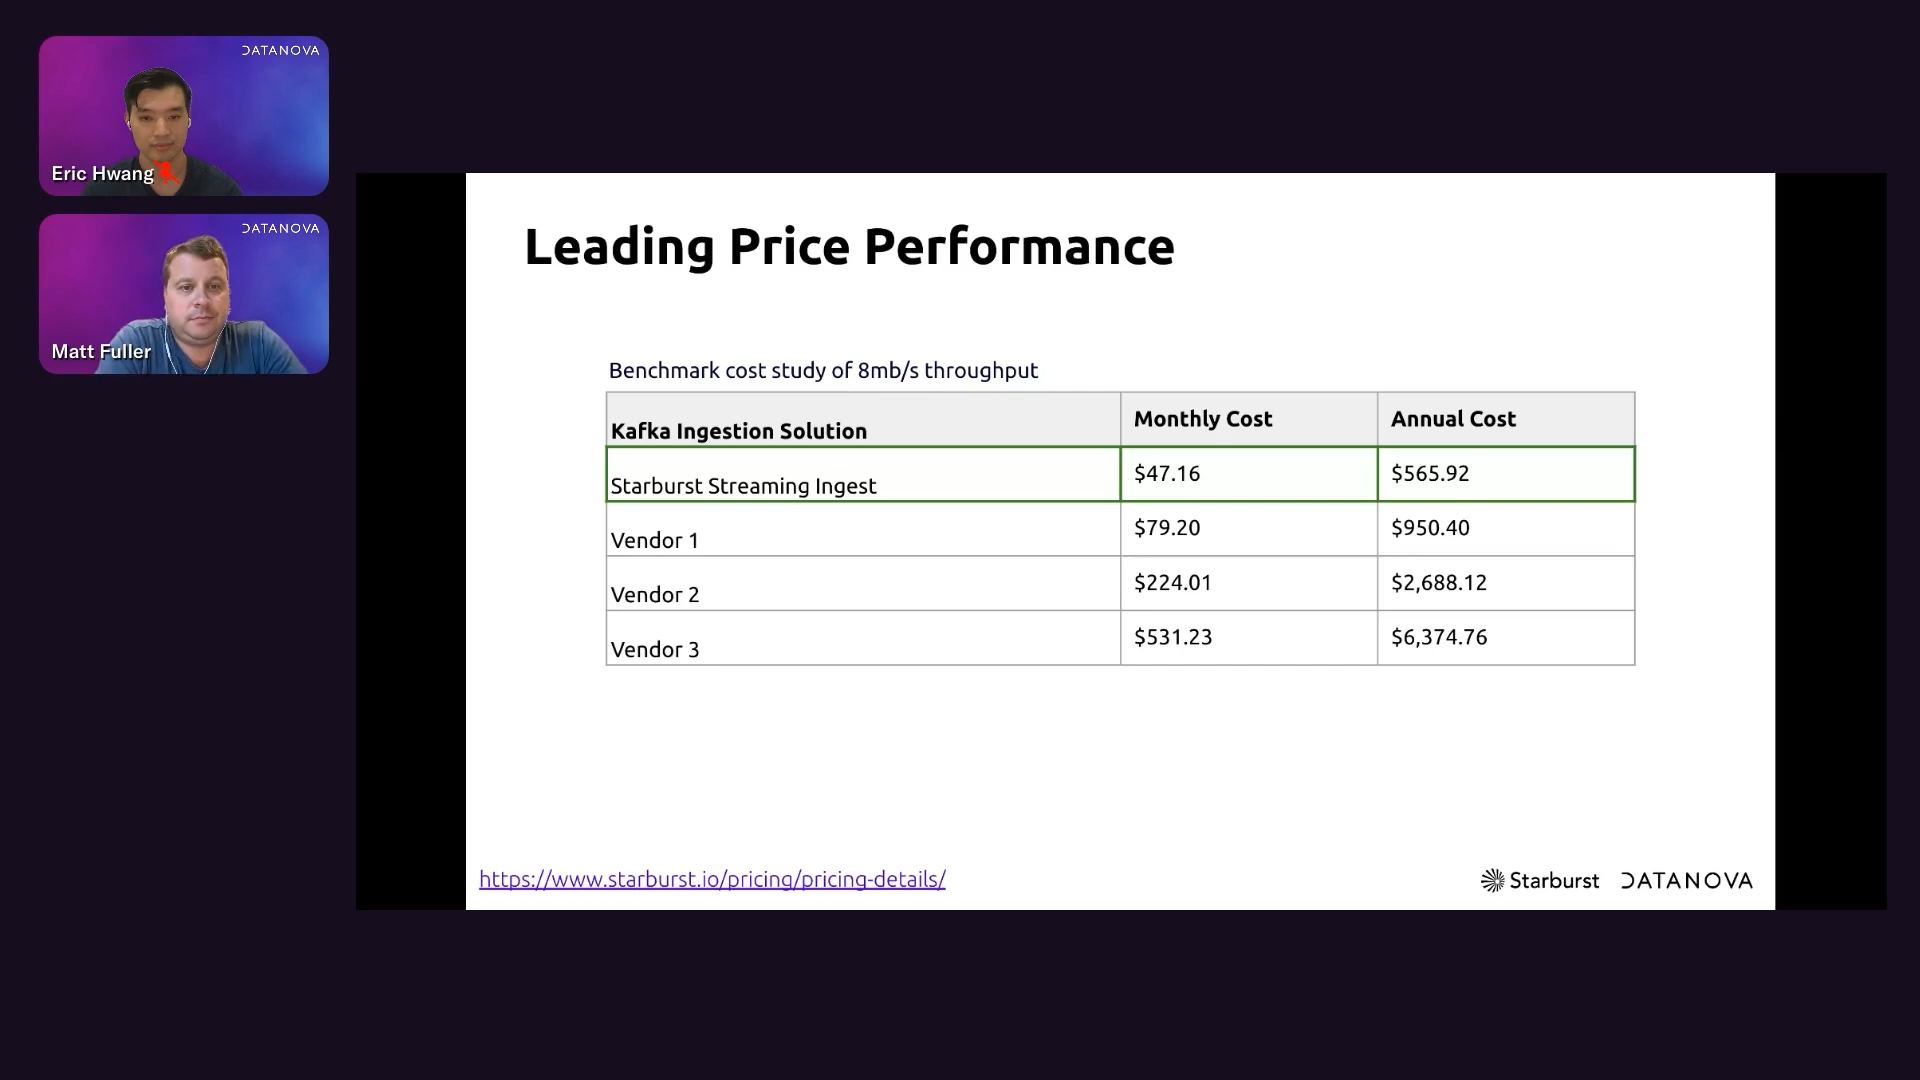 DATANOVA
Eric Hwang
DATANOVA
Matt Fuller
Leading Price Performance
Benchmark cost study of 8mb/s throughput
Kafka Ingestion Solution Monthly Cost Annual Cost
Starburst Streaming Ingest $47.16 $565.92
Vendor 1 $79.20 $950.40
Vendor 2 $224.01 $2,688.12
Vendor 3 $531.23 $6,374.76
https://www.starburst.io/pricing/pricing-details/
Starburst DATANOVA